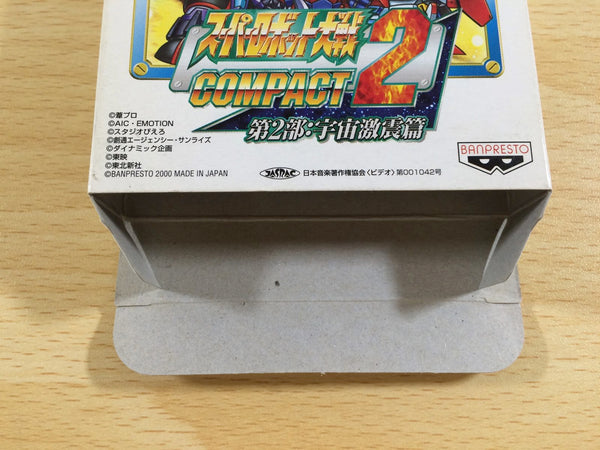 スーパーロボット大戦
COMPACT 2
第2部:宇宙激震篇
©葦プロ
©AIC・EMOTION
©スタジオぴえろ
©創通エージェンシー・サンライズ
©ダイナミック企画
©東映
©東北新社
©BANPRESTO 2000 MADE IN JAPAN
JASRAC 日本音楽著作権協会〈ビデオ〉第001042号
BANPRESTO